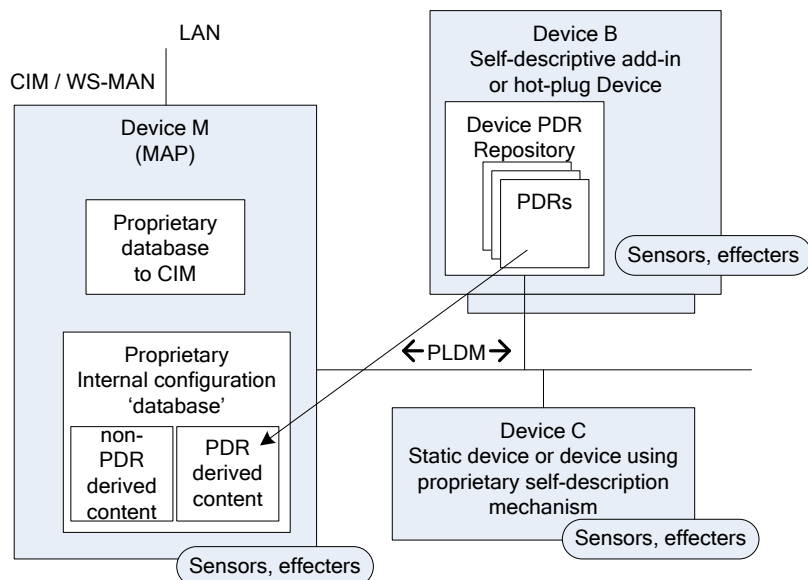 LAN
CIM / WS-MAN
Device M
(MAP)
Proprietary
database
to CIM
Proprietary
Internal configuration
‘database’
non-
PDR
derived
content
PDR
derived
content
Sensors, effecters
Device B
Self-descriptive add-in
or hot-plug Device
Device PDR
Repository
PDRs
Sensors, effecters
PLDM
Device C
Static device or device using
proprietary self-description
mechanism
Sensors, effecters